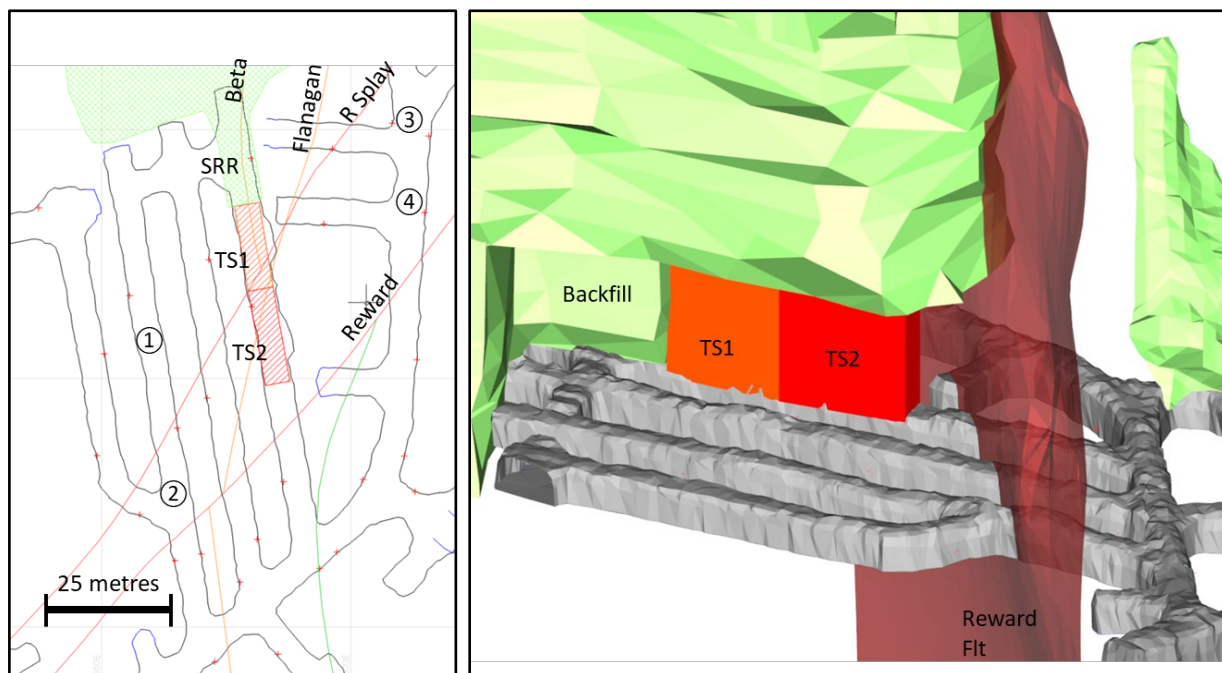 Beta
Flanagan
R Splay
3
SRR
4
TS1
Reward
1
TS2
2
25 metres
Backfill
TS1
TS2
Reward
Flt